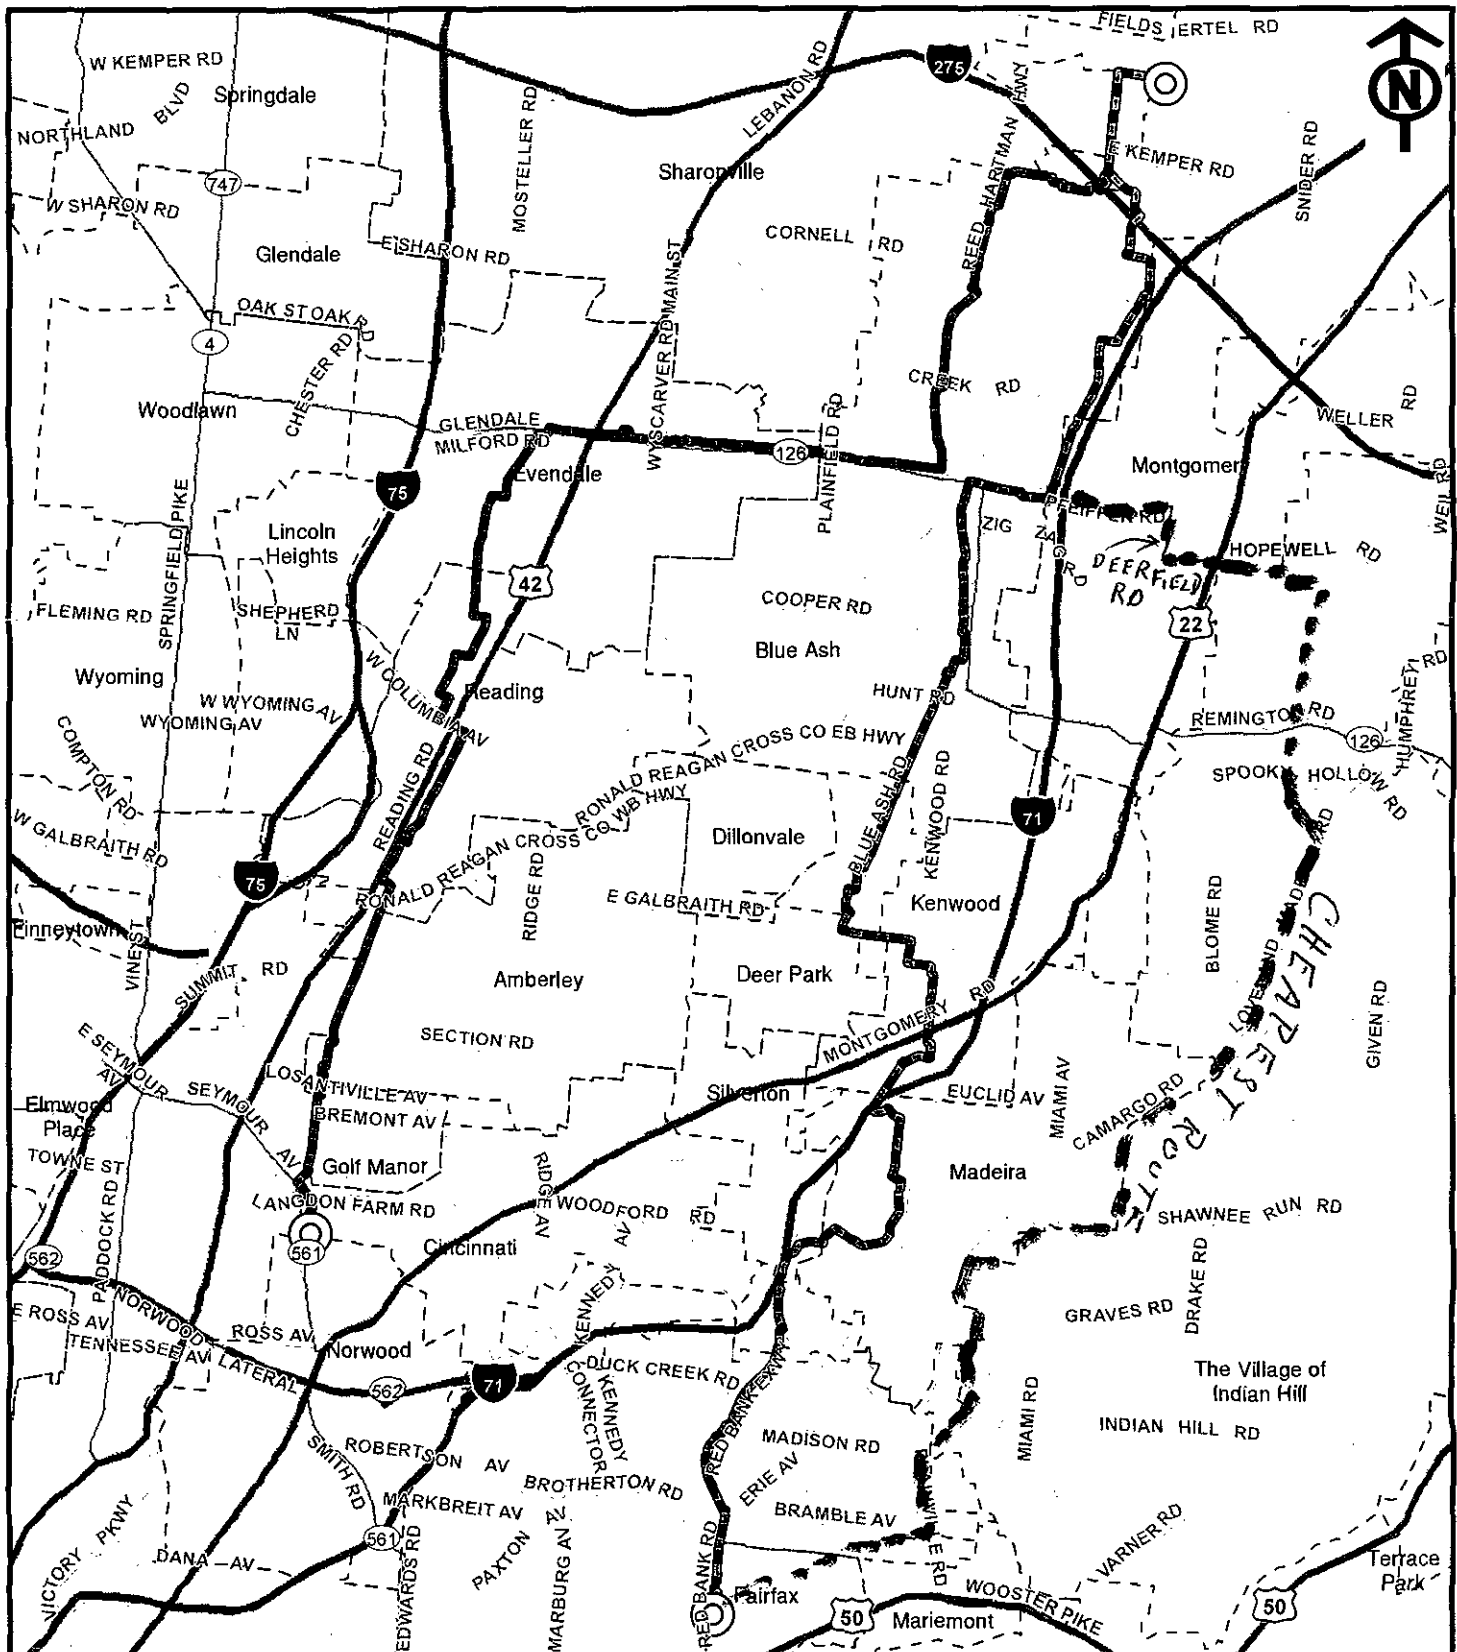 FIELDS ERTEL RD
W KEMPER RD
275
HWY
N
LEBANON RD
BLVD
Springdale
NORTHLAND
MOSTELLER RD
E KEMPER RD
SNIDER RD
Sharonville
REED HARTMAN
747
W SHARON RD
CORNELL RD
Glendale
E SHARON RD
MAIN ST
OAK ST OAK RD
4
CHESTER RD
CREEK RD
WYSCARVER RD
Woodlawn
GLENDALE
MILFORD RD
PLAINFIELD RD
WELLER RD
126
Evendale
Montgomery
WEIL RD
75
SPRINGFIELD PIKE
PFEIFFER RD
ZIG ZAG RD
Lincoln
Heights
HOPEWELL RD
DEERFIELD
RD
42
COOPER RD
FLEMING RD
SHEPHERD
LN
22
Blue Ash
Wyoming
W COLUMBIA AV
Reading
HUMPHREY RD
HUNT RD
W WYOMING AV
WYOMING AV
REMINGTON RD
126
COMPTON RD
RONALD REAGAN CROSS CO EB HWY
READING RD
SPOOKY HOLLOW RD
RONALD REAGAN CROSS CO WB HWY
BLUE ASH RD
KENWOOD RD
71
W GALBRAITH RD
Dillonvale
75
RIDGE RD
E GALBRAITH RD
Kenwood
BLOME RD
Finneytown
VINE ST
LOVELAND MADEIRA RD
CHEAPEST ROUTE
SUMMIT RD
Amberley
Deer Park
GIVEN RD
SECTION RD
MONTGOMERY RD
E SEYMOUR
AV
SEYMOUR AV
LOSANTIVILLE AV
BREMONT AV
Silverton
EUCLID AV
MIAMI AV
CAMARGO RD
Elmwood
Place
TOWNE ST
Golf Manor
Madeira
PADDOCK RD
LANGDON FARM RD
RIDGE AV
WOODFORD RD
AV
SHAWNEE RUN RD
561
Cincinnati
562
DRAKE RD
KENNEDY
GRAVES RD
E ROSS AV
NORWOOD LATERAL
ROSS AV
TENNESSEE AV
Norwood
562
71
DUCK CREEK RD
KENNEDY
CONNECTOR
RED BANK EXWY
The Village of
Indian Hill
MIAMI RD
INDIAN HILL RD
MADISON RD
ROBERTSON AV
SMITH RD
BROTHERTON RD
ERIE AV
MARKBREIT AV
BRAMBLE AV
VICTORY PKWY
561
DANA AV
PAXTON AV
MARBURG AV
EDWARDS RD
RED BANK RD
VARNER RD
Terrace
Park
Fairfax
WOOSTER PIKE
50
Mariemont
50